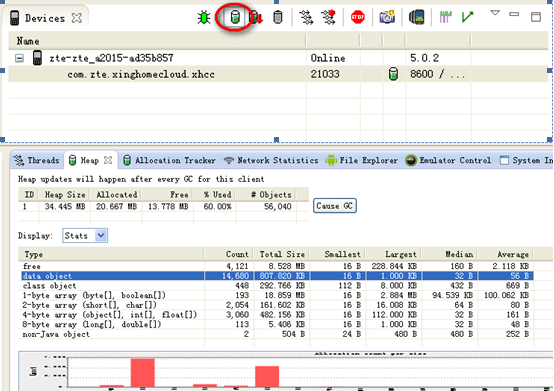 Devices
Name
zte-zte_a2015-ad35b857 Online 5.0.2
com.zte.xinghomecloud.xhcc 21033 8600 / ...
Threads Heap Allocation Tracker Network Statistics File Explorer Emulator Control System In
Heap updates will happen after every GC for this client
ID Heap Size Allocated Free % Used # Objects
1 34.445 MB 20.667 MB 13.778 MB 60.00% 56,040 Cause GC
Display: Stats
Type Count Total Size Smallest Largest Median Average
free 4,121 8.528 MB 16 B 228.844 KB 160 B 2.118 KB
data object 14,680 807.820 KB 16 B 1.000 KB 32 B 56 B
class object 448 292.766 KB 112 B 8.000 KB 432 B 669 B
1-byte array (byte[], boolean[]) 193 18.859 MB 16 B 2.884 MB 94.539 KB 100.062 KB
2-byte array (short[], char[]) 2,054 161.602 KB 16 B 16.008 KB 64 B 80 B
4-byte array (object[], int[], float[]) 3,060 482.156 KB 16 B 112.000 KB 32 B 161 B
8-byte array (long[], double[]) 113 5.406 KB 16 B 1.000 KB 32 B 48 B
non-Java object 2 504 B 24 B 480 B 480 B 252 B
Allocation count per size